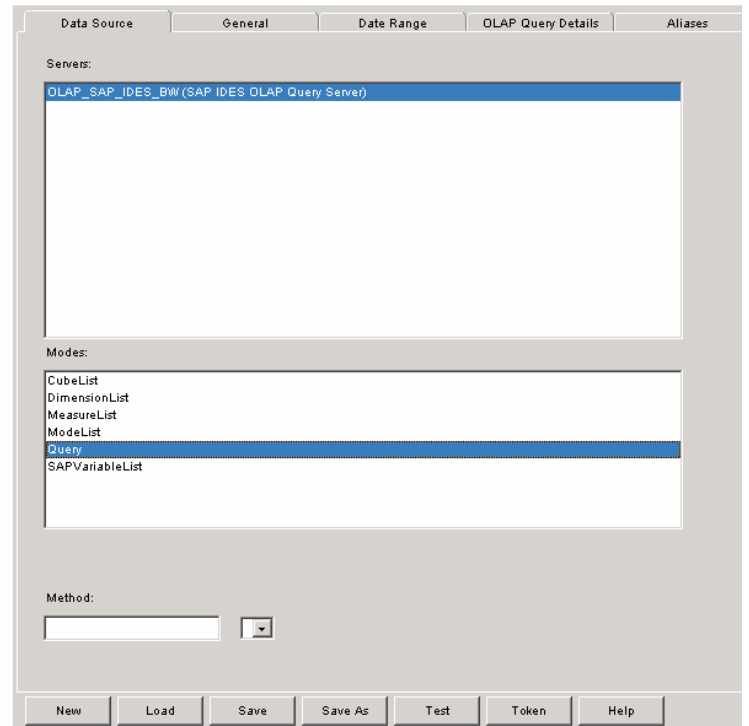 Data Source General Date Range OLAP Query Details Aliases
Servers:
OLAP_SAP_IDES_BW (SAP IDES OLAP Query Server)
Modes:
CubeList
DimensionList
MeasureList
ModeList
Query
SAPVariableList
Method:
New Load Save Save As Test Token Help